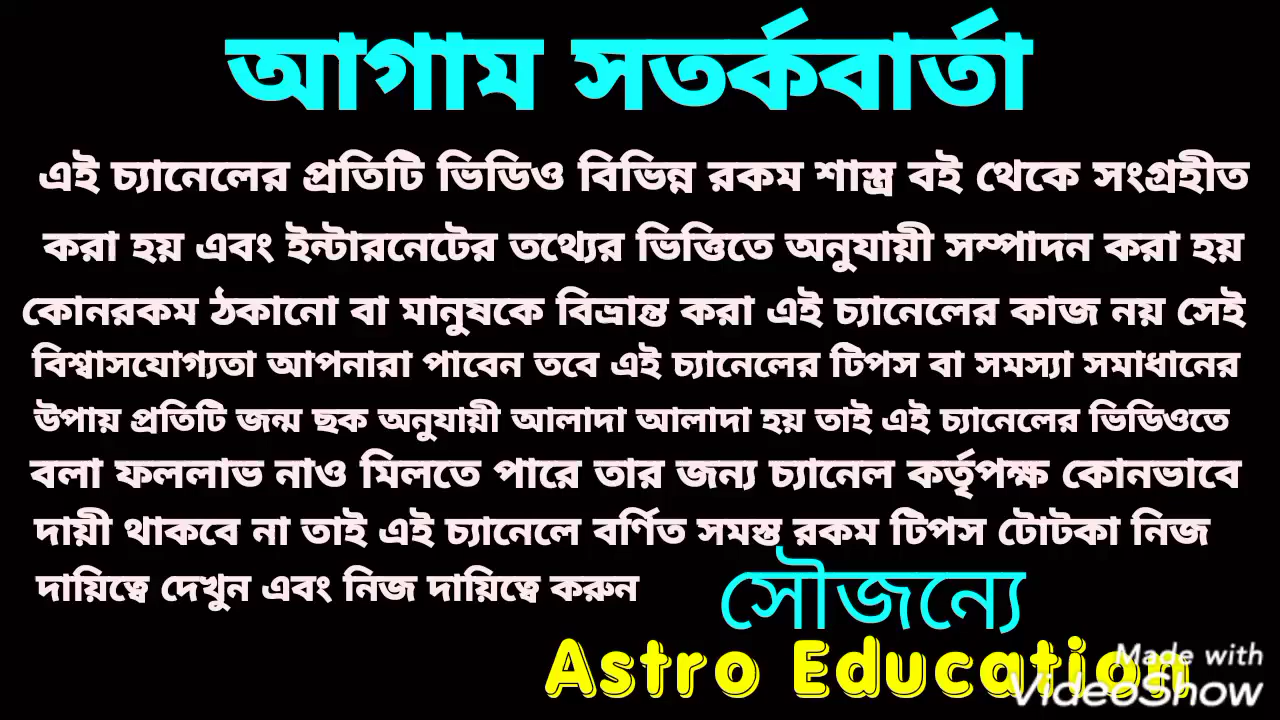 আগাম সতর্কবার্তা
এই চ্যানেলের প্রতিটি ভিডিও বিভিন্ন রকম শাস্ত্র বই থেকে সংগ্রহীত
করা হয় এবং ইন্টারনেটের তথ্যের ভিত্তিতে অনুযায়ী সম্পাদন করা হয়
কোনরকম ঠকানো বা মানুষকে বিভ্রান্ত করা এই চ্যানেলের কাজ নয় সেই
বিশ্বাসযোগ্যতা আপনারা পাবেন তবে এই চ্যানেলের টিপস বা সমস্যা সমাধানের
উপায় প্রতিটি জন্ম ছক অনুযায়ী আলাদা আলাদা হয় তাই এই চ্যানেলের ভিডিওতে
বলা ফললাভ নাও মিলতে পারে তার জন্য চ্যানেল কর্তৃপক্ষ কোনভাবে
দায়ী থাকবে না তাই এই চ্যানেলে বর্ণিত সমস্ত রকম টিপস টোটকা নিজ
দায়িত্বে দেখুন এবং নিজ দায়িত্বে করুন
সৌজন্যে
Astro Education
Made with
VideoShow